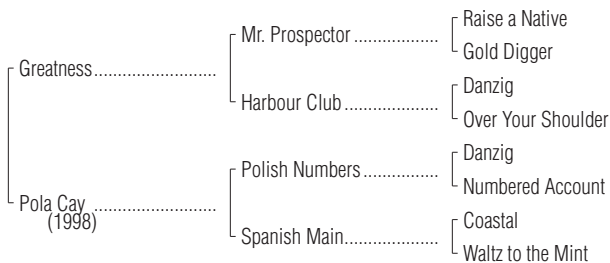 Raise a Native
Mr. Prospector ..................
Gold Digger
Greatness..........................
Danzig
Harbour Club ....................
Over Your Shoulder
Danzig
Polish Numbers ................
Numbered Account
Pola Cay ..........................
(1998)
Coastal
Spanish Main....................
Waltz to the Mint